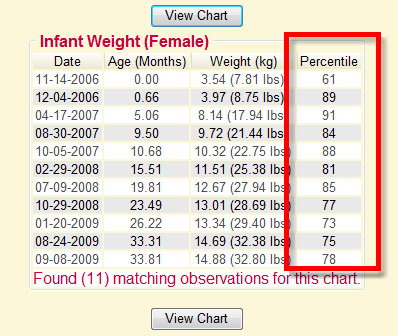 View Chart
Infant Weight (Female)
Date Age (Months) Weight (kg) Percentile
11-14-2006 0.00 3.54 (7.81 lbs) 61
12-04-2006 0.66 3.97 (8.75 lbs) 89
04-17-2007 5.06 8.14 (17.94 lbs) 91
08-30-2007 9.50 9.72 (21.44 lbs) 84
10-05-2007 10.68 10.32 (22.75 lbs) 88
02-29-2008 15.51 11.51 (25.38 lbs) 81
07-09-2008 19.81 12.67 (27.94 lbs) 85
10-29-2008 23.49 13.01 (28.69 lbs) 77
01-20-2009 26.22 13.34 (29.40 lbs) 73
08-24-2009 33.31 14.69 (32.38 lbs) 75
09-08-2009 33.81 14.88 (32.80 lbs) 78
Found (11) matching observations for this chart.
View Chart